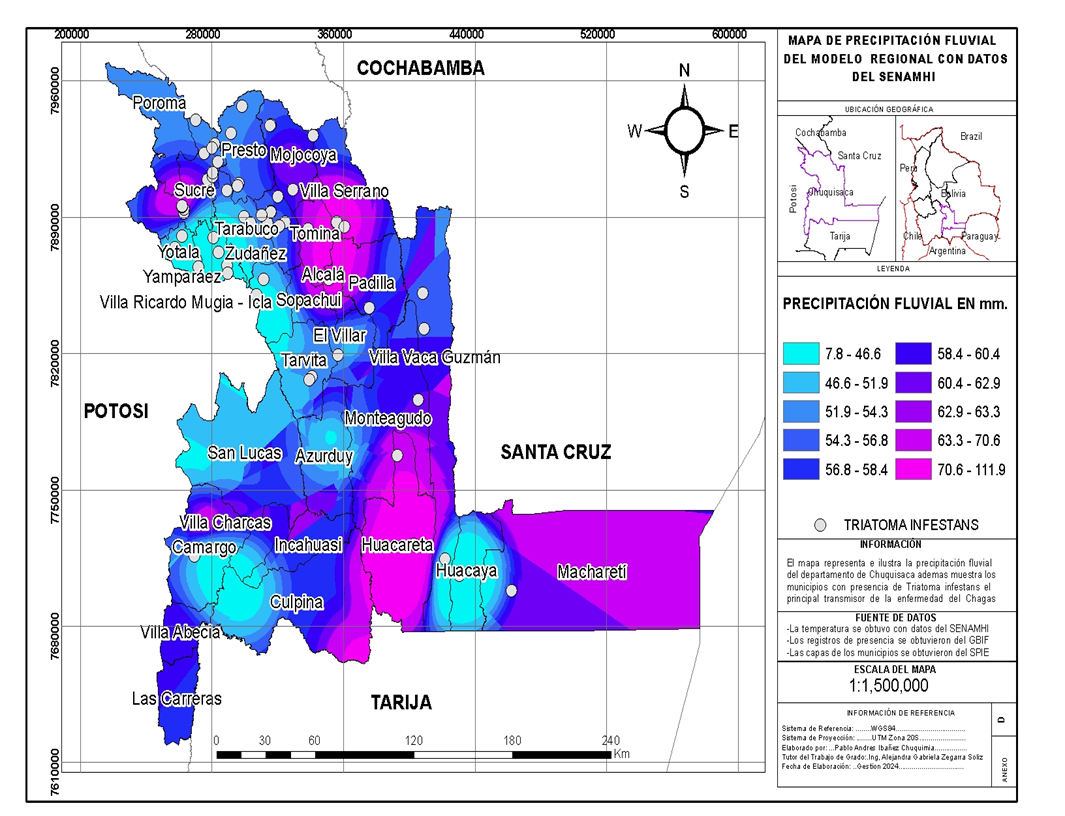 200000 280000 360000 440000 520000 600000
7960000
7890000
7820000
7750000
7680000
7610000
COCHABAMBA
POTOSI
SANTA CRUZ
TARIJA
N
W E
S
Poroma
Presto
Mojocoya
Sucre
Villa Serrano
Tarabuco
Tomina
Yotala
Zudañez
Yamparáez
Alcalá
Padilla
Villa Ricardo Mugia - Icla
Sopachui
El Villar
Tarvita
Villa Vaca Guzmán
Monteagudo
San Lucas
Azurduy
Villa Charcas
Camargo
Incahuasi
Huacareta
Huacaya
Macharetí
Culpina
Villa Abecia
Las Carreras
0 30 60 120 180 240
Km
MAPA DE PRECIPITACIÓN FLUVIAL
DEL MODELO REGIONAL CON DATOS
DEL SENAMHI
UBICACIÓN GEOGRÁFICA
Cochabamba
Santa Cruz
Potosi
Chuquisaca
Tarija
Brazil
Peru
Bolivia
Chile
Paraguay
Argentina
LEYENDA
PRECIPITACIÓN FLUVIAL EN mm.
7.8 - 46.6
46.6 - 51.9
51.9 - 54.3
54.3 - 56.8
56.8 - 58.4
58.4 - 60.4
60.4 - 62.9
62.9 - 63.3
63.3 - 70.6
70.6 - 111.9
TRIATOMA INFESTANS
INFORMACIÓN
El mapa representa e ilustra la precipitación fluvial
del departamento de Chuquisaca ademas muestra los
municipios con presencia de Triatoma infestans el
principal transmisor de la enfermedad del Chagas
FUENTE DE DATOS
-La temperatura se obtuvo con datos del SENAMHI
-Los registros de presencia se obtuvieron del GBIF
-Las capas de los municipios se obtuvieron del SPIE
ESCALA DEL MAPA
1:1,500,000
INFORMACIÓN DE REFERENCIA
Sistema de Referencia: .......WGS84....................
Sistema de Proyección: .......UTM Zona 20S....................
Elaborado por: ...Pablo Andres Ibañez Chuquimia................
Tutor del Trabajo de Grado:.Ing, Alejandra Gabriela Zegarra Soliz
Fecha de Elaboración: ..Gestion 2024............................
D
ANEXO